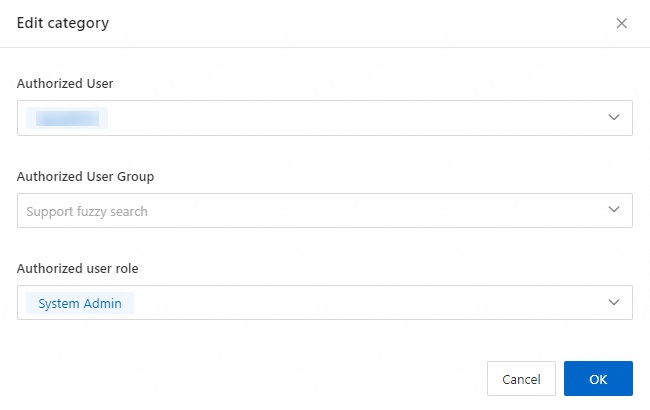 Edit category
Authorized User
Authorized User Group
Support fuzzy search
Authorized user role
System Admin
Cancel
OK